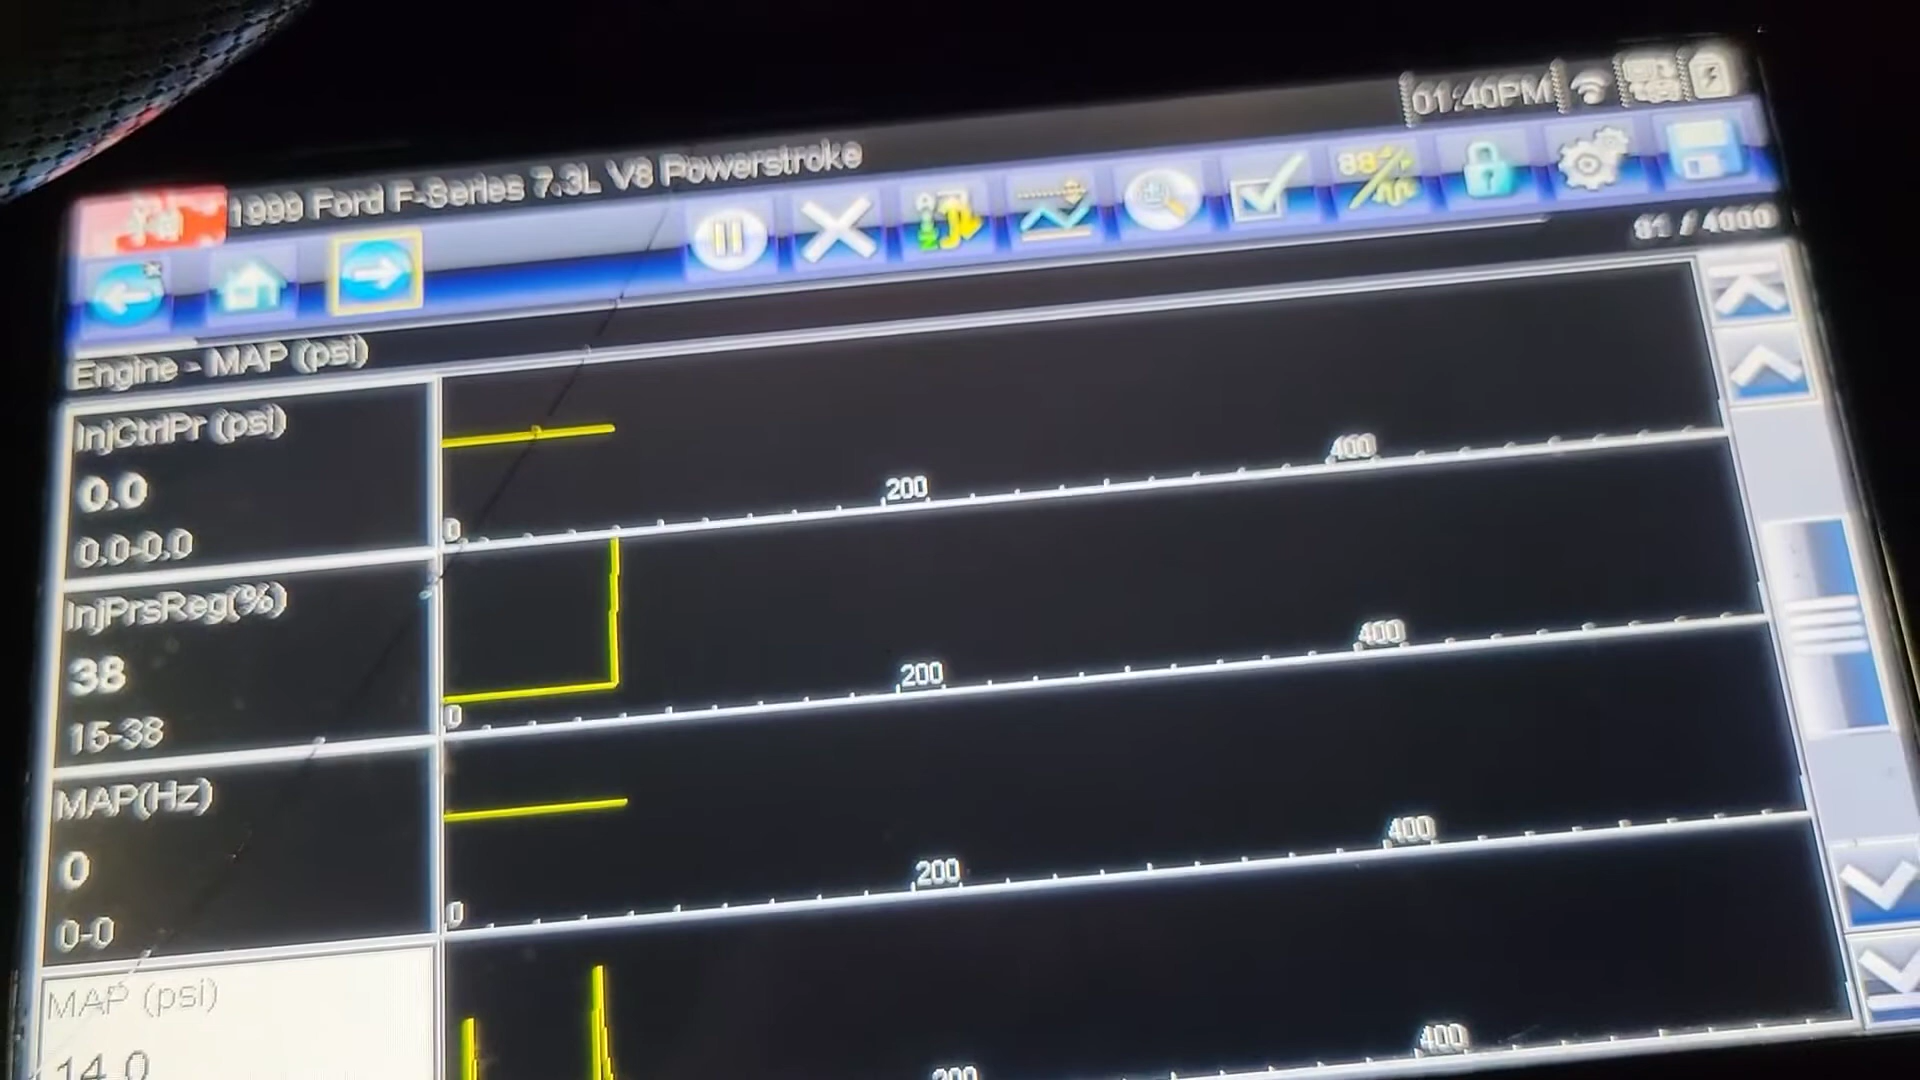 01:40PM
1999 Ford F-Series 7.3L V8 Powerstroke
81 / 4000
Engine - MAP (psi)
InjCtrlPr (psi)
0.0
0.0-0.0
0
200
400
InjPrsReg(%)
38
15-38
0
200
400
MAP(Hz)
0
0-0
0
200
400
MAP (psi)
14.0
200
400